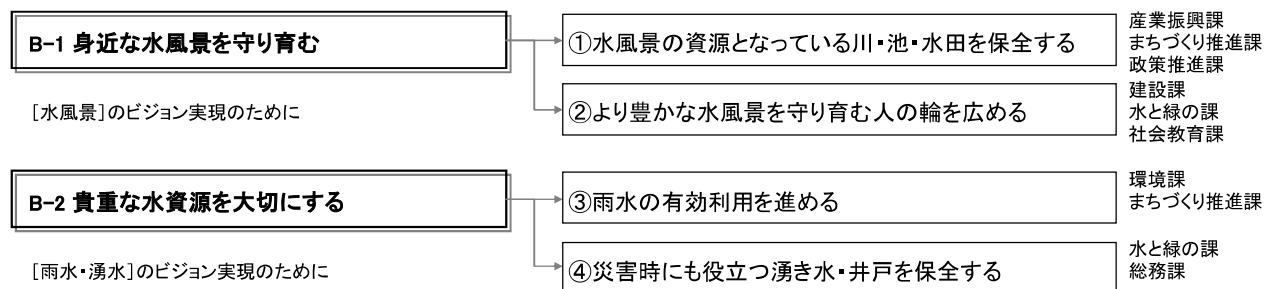 B-1 身近な水風景を守り育む
①水風景の資源となっている川・池・水田を保全する
産業振興課
まちづくり推進課
政策推進課
[水風景]のビジョン実現のために
②より豊かな水風景を守り育む人の輪を広める
建設課
水と緑の課
社会教育課
B-2 貴重な水資源を大切にする
③雨水の有効利用を進める
環境課
まちづくり推進課
[雨水・湧水]のビジョン実現のために
④災害時にも役立つ湧き水・井戸を保全する
水と緑の課
総務課